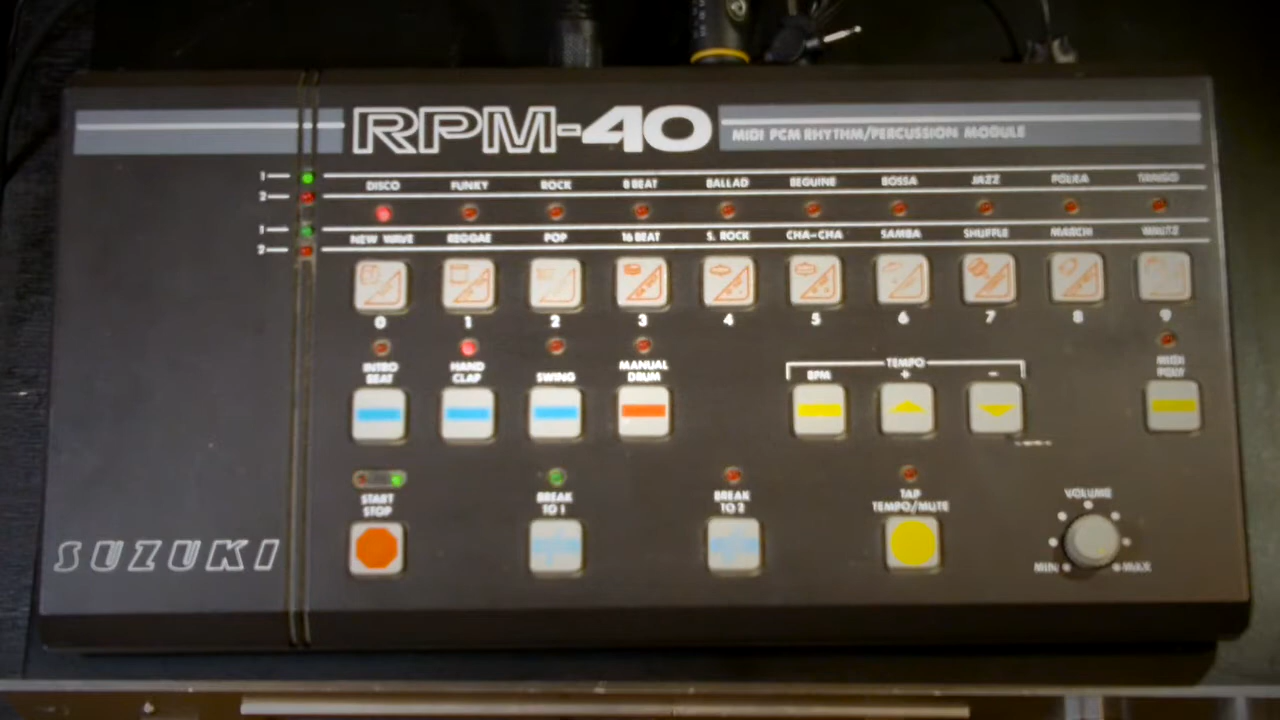 RPM-40
MIDI PCM RHYTHM/PERCUSSION MODULE
1 DISCO FUNKY ROCK 8 BEAT BALLAD BEGUINE BOSSA JAZZ POLKA TANGO
2
1 NEW WAVE REGGAE POP 16 BEAT S. ROCK CHA-CHA SAMBA SHUFFLE MARCH WALTZ
2
0 1 2 3 4 5 6 7 8 9
INTRO BEAT HAND CLAP SWING MANUAL DRUM
TEMPO
BPM + -
START STOP BREAK TO 1 BREAK TO 2 TAP TEMPO/MUTE
VOLUME
MIN MAX
SUZUKI